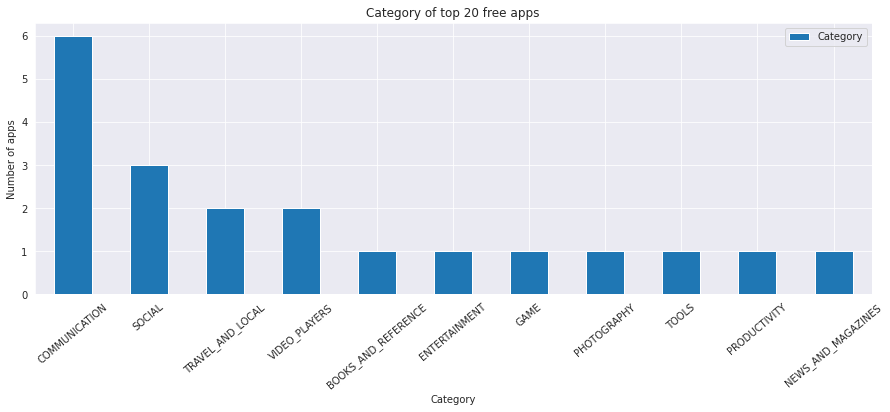 Category of top 20 free apps
Category
Number of apps
6
5
4
3
2
1
0
COMMUNICATION
SOCIAL
TRAVEL_AND_LOCAL
VIDEO_PLAYERS
BOOKS_AND_REFERENCE
ENTERTAINMENT
GAME
PHOTOGRAPHY
TOOLS
PRODUCTIVITY
NEWS_AND_MAGAZINES
Category